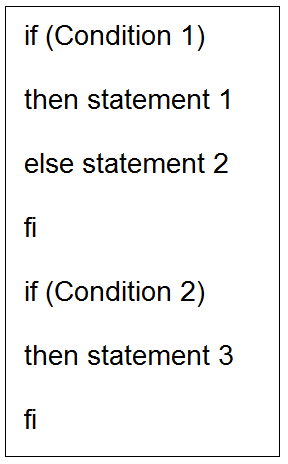 if (Condition 1)
then statement 1
else statement 2
fi
if (Condition 2)
then statement 3
fi